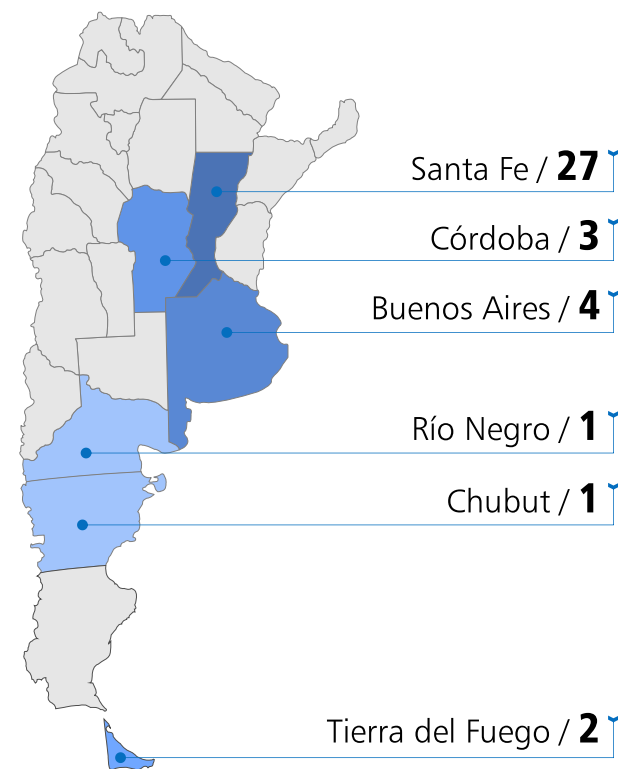 Santa Fe / 27
Córdoba / 3
Buenos Aires / 4
Río Negro / 1
Chubut / 1
Tierra del Fuego / 2